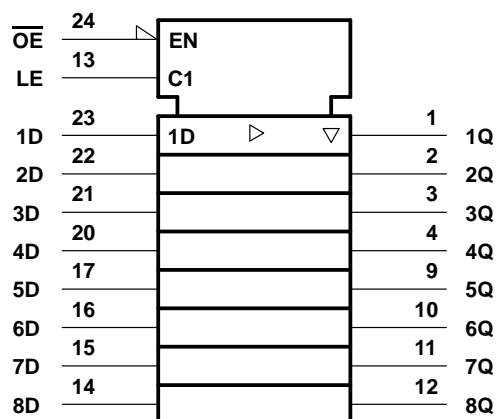 24
O̅E̅ EN
13
LE C1
23 1
1D 1D 1Q
22 2
2D 2Q
21 3
3D 3Q
20 4
4D 4Q
17 9
5D 5Q
16 10
6D 6Q
15 11
7D 7Q
14 12
8D 8Q